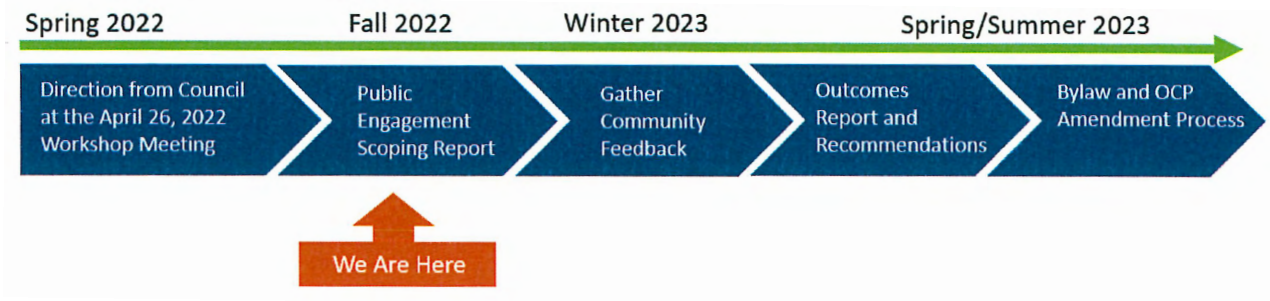 Spring 2022
Fall 2022
Winter 2023
Spring/Summer 2023
Direction from Council
at the April 26, 2022
Workshop Meeting
Public
Engagement
Scoping Report
Gather
Community
Feedback
Outcomes
Report and
Recommendations
Bylaw and OCP
Amendment Process
We Are Here